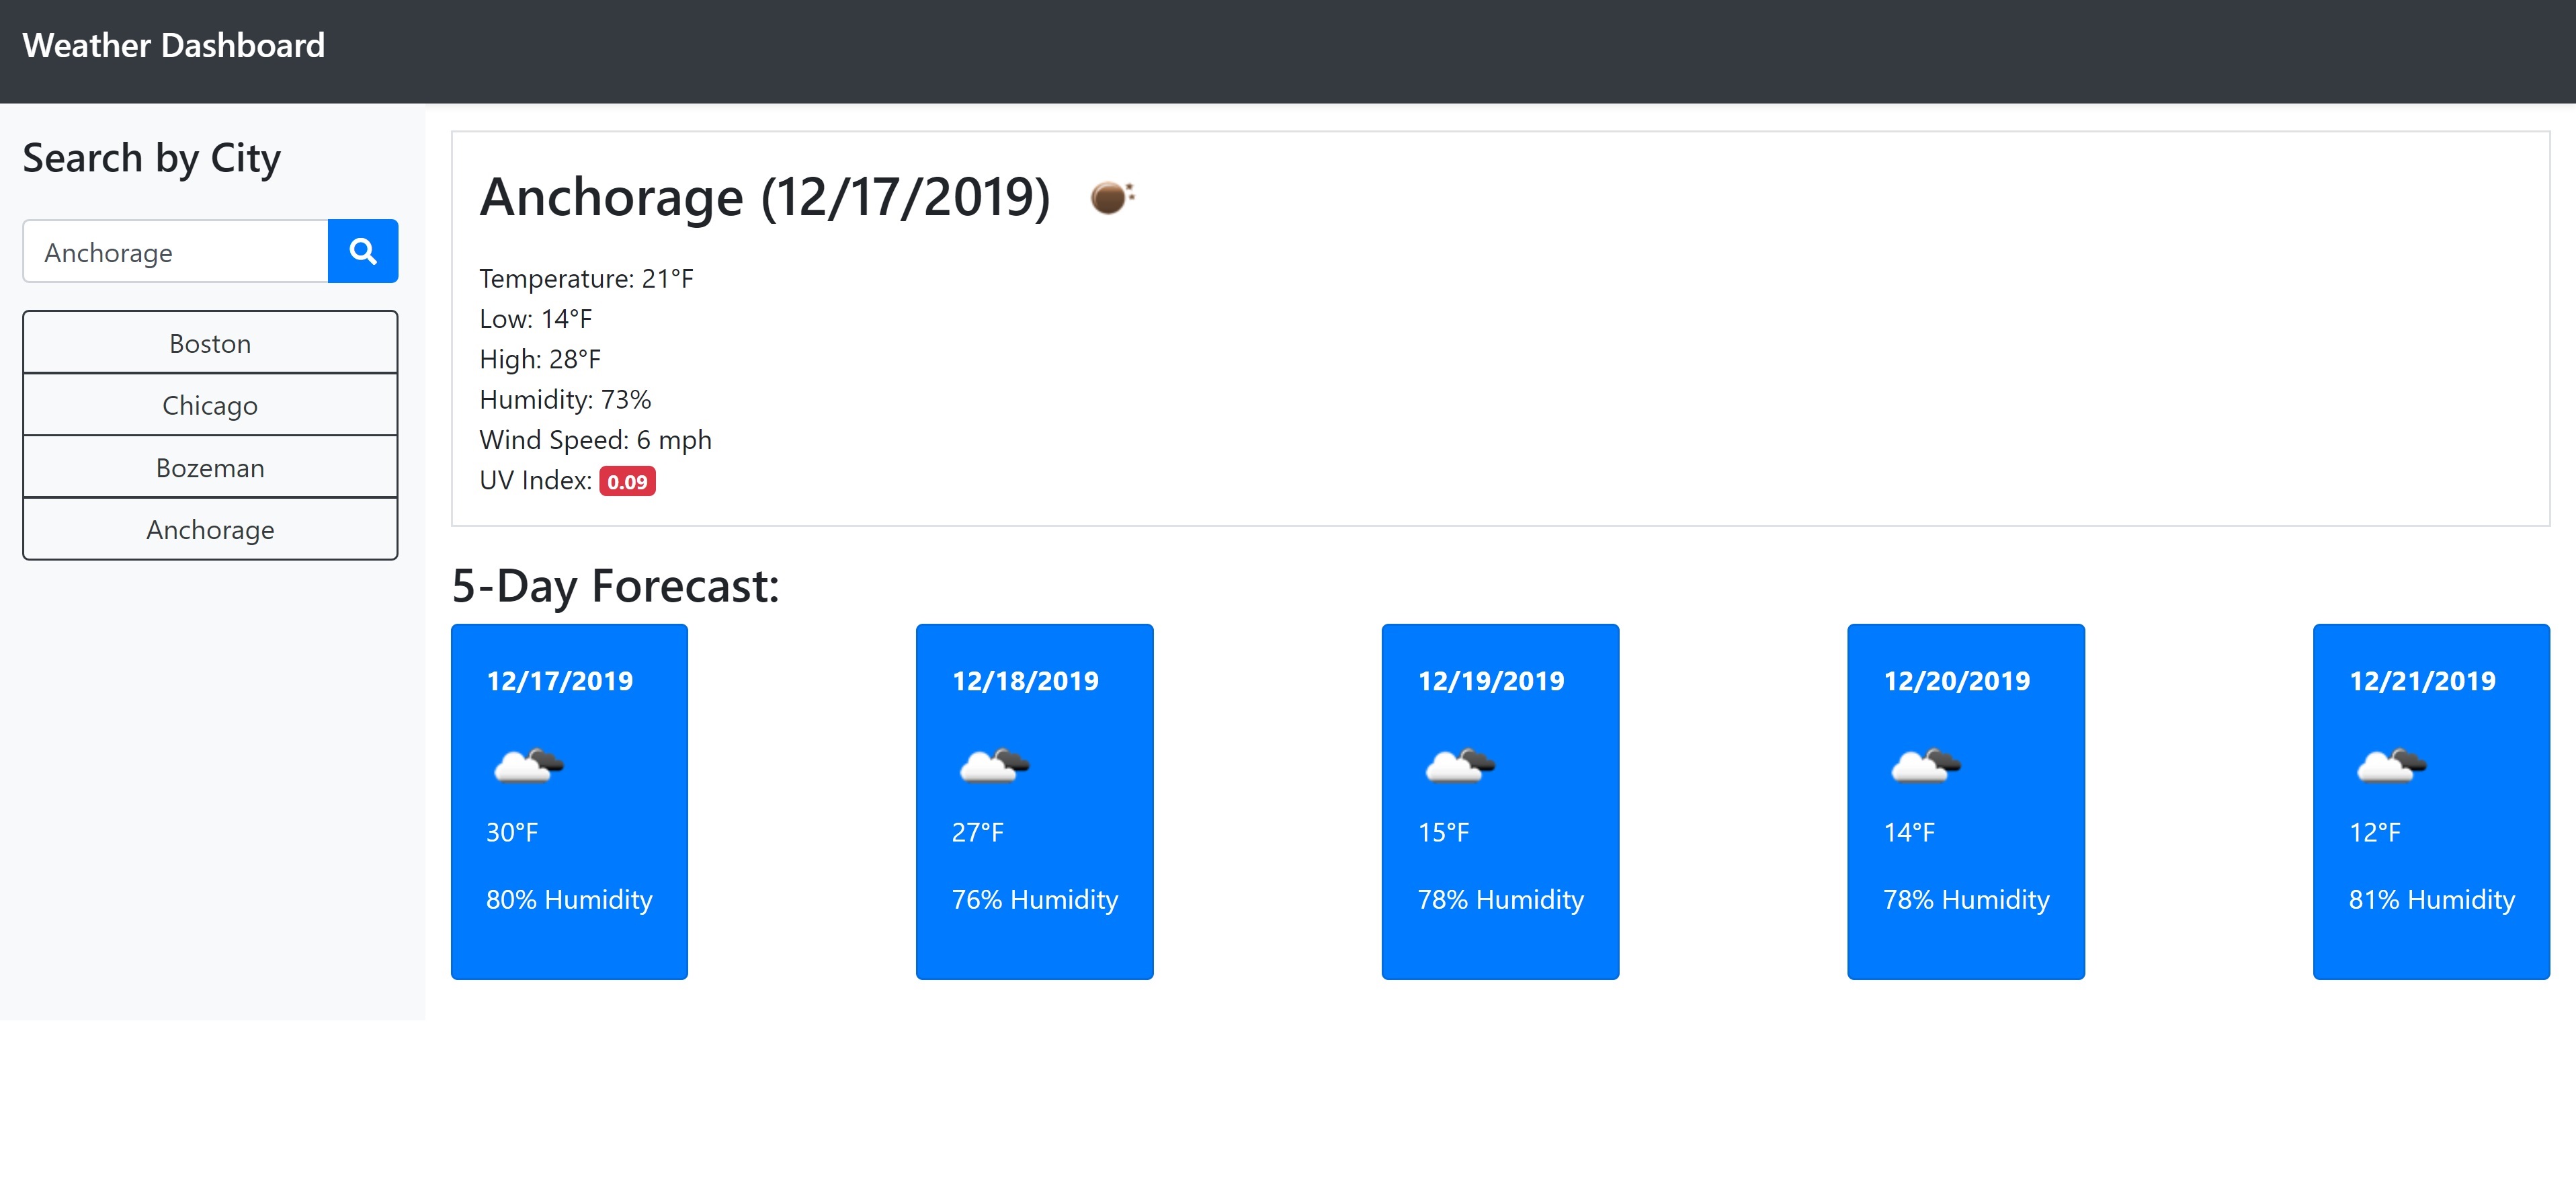 Weather Dashboard
Search by City
Anchorage
Boston
Chicago
Bozeman
Anchorage
Anchorage (12/17/2019)
Temperature: 21°F
Low: 14°F
High: 28°F
Humidity: 73%
Wind Speed: 6 mph
UV Index: 0.09
5-Day Forecast:
12/17/2019
30°F
80% Humidity
12/18/2019
27°F
76% Humidity
12/19/2019
15°F
78% Humidity
12/20/2019
14°F
78% Humidity
12/21/2019
12°F
81% Humidity